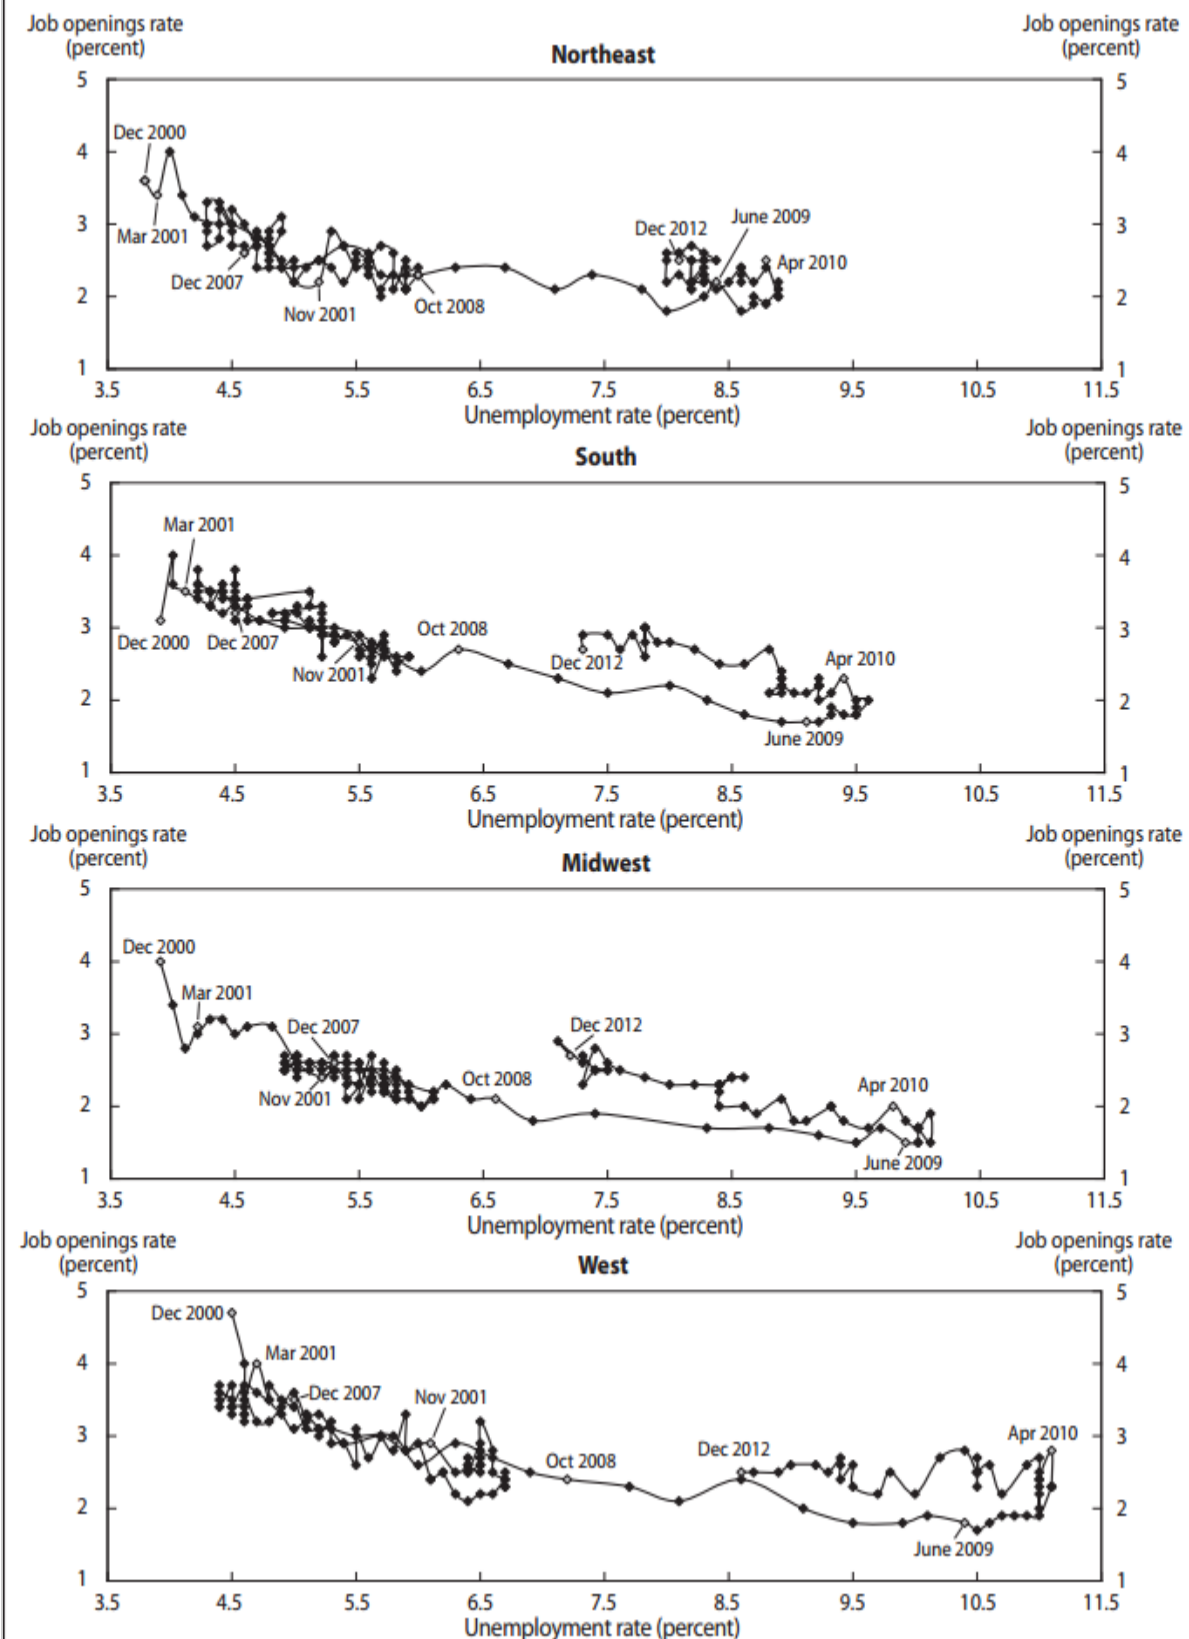 Job openings rate
(percent)
Job openings rate
(percent)
Northeast
5
4
3
2
1
5
4
3
2
1
Dec 2000
Mar 2001
Dec 2007
Nov 2001
Oct 2008
Dec 2012
June 2009
Apr 2010
3.5 4.5 5.5 6.5 7.5 8.5 9.5 10.5 11.5
Unemployment rate (percent)
Job openings rate
(percent)
Job openings rate
(percent)
South
5
4
3
2
1
5
4
3
2
1
Mar 2001
Dec 2000
Dec 2007
Nov 2001
Oct 2008
Dec 2012
Apr 2010
June 2009
3.5 4.5 5.5 6.5 7.5 8.5 9.5 10.5 11.5
Unemployment rate (percent)
Job openings rate
(percent)
Job openings rate
(percent)
Midwest
5
4
3
2
1
5
4
3
2
1
Dec 2000
Mar 2001
Dec 2007
Nov 2001
Oct 2008
Dec 2012
Apr 2010
June 2009
3.5 4.5 5.5 6.5 7.5 8.5 9.5 10.5 11.5
Unemployment rate (percent)
Job openings rate
(percent)
Job openings rate
(percent)
West
5
4
3
2
1
5
4
3
2
1
Dec 2000
Mar 2001
Dec 2007
Nov 2001
Oct 2008
Dec 2012
Apr 2010
June 2009
3.5 4.5 5.5 6.5 7.5 8.5 9.5 10.5 11.5
Unemployment rate (percent)